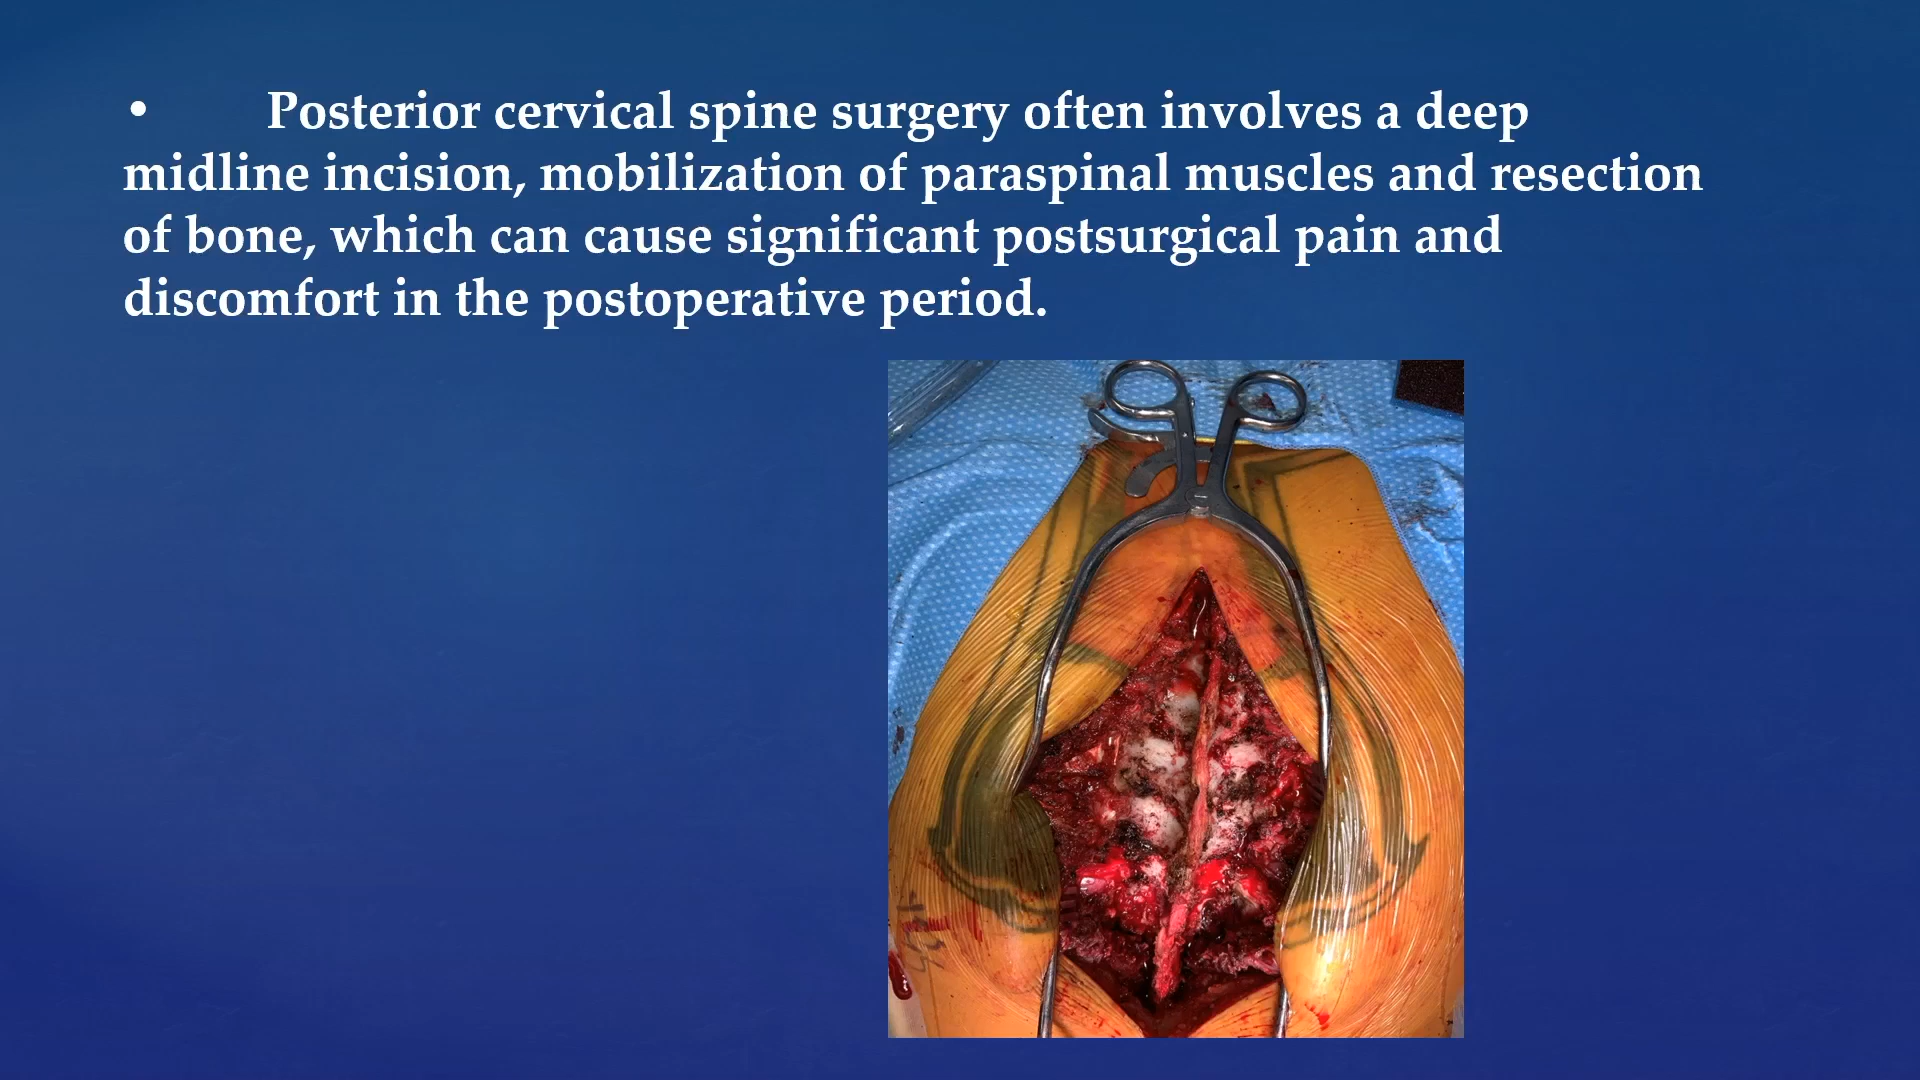 • Posterior cervical spine surgery often involves a deep
midline incision, mobilization of paraspinal muscles and resection
of bone, which can cause significant postsurgical pain and
discomfort in the postoperative period.